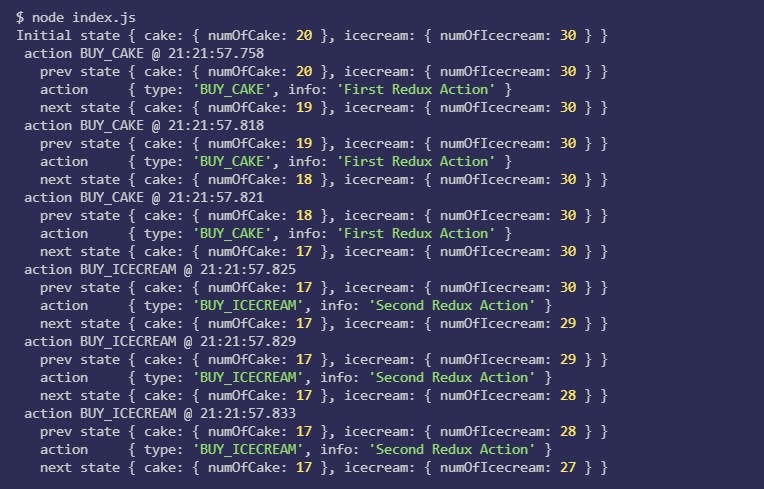 $ node index.js
Initial state { cake: { numOfCake: 20 }, icecream: { numOfIcecream: 30 } }
 action BUY_CAKE @ 21:21:57.758
   prev state { cake: { numOfCake: 20 }, icecream: { numOfIcecream: 30 } }
   action     { type: 'BUY_CAKE', info: 'First Redux Action' }
   next state { cake: { numOfCake: 19 }, icecream: { numOfIcecream: 30 } }
 action BUY_CAKE @ 21:21:57.818
   prev state { cake: { numOfCake: 19 }, icecream: { numOfIcecream: 30 } }
   action     { type: 'BUY_CAKE', info: 'First Redux Action' }
   next state { cake: { numOfCake: 18 }, icecream: { numOfIcecream: 30 } }
 action BUY_CAKE @ 21:21:57.821
   prev state { cake: { numOfCake: 18 }, icecream: { numOfIcecream: 30 } }
   action     { type: 'BUY_CAKE', info: 'First Redux Action' }
   next state { cake: { numOfCake: 17 }, icecream: { numOfIcecream: 30 } }
 action BUY_ICECREAM @ 21:21:57.825
   prev state { cake: { numOfCake: 17 }, icecream: { numOfIcecream: 30 } }
   action     { type: 'BUY_ICECREAM', info: 'Second Redux Action' }
   next state { cake: { numOfCake: 17 }, icecream: { numOfIcecream: 29 } }
 action BUY_ICECREAM @ 21:21:57.829
   prev state { cake: { numOfCake: 17 }, icecream: { numOfIcecream: 29 } }
   action     { type: 'BUY_ICECREAM', info: 'Second Redux Action' }
   next state { cake: { numOfCake: 17 }, icecream: { numOfIcecream: 28 } }
 action BUY_ICECREAM @ 21:21:57.833
   prev state { cake: { numOfCake: 17 }, icecream: { numOfIcecream: 28 } }
   action     { type: 'BUY_ICECREAM', info: 'Second Redux Action' }
   next state { cake: { numOfCake: 17 }, icecream: { numOfIcecream: 27 } }